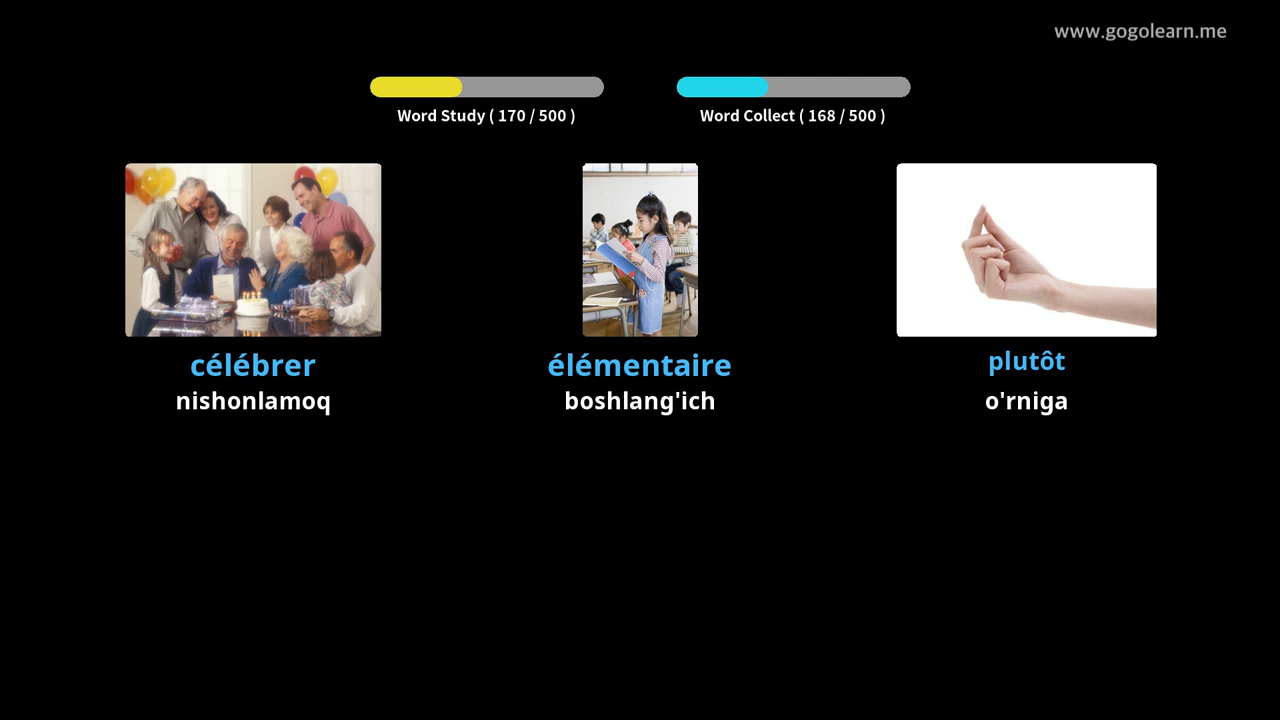 www.gogolearn.me
Word Study ( 170 / 500 )
Word Collect ( 168 / 500 )
célébrer
nishonlamoq
élémentaire
boshlang'ich
plutôt
o'rniga